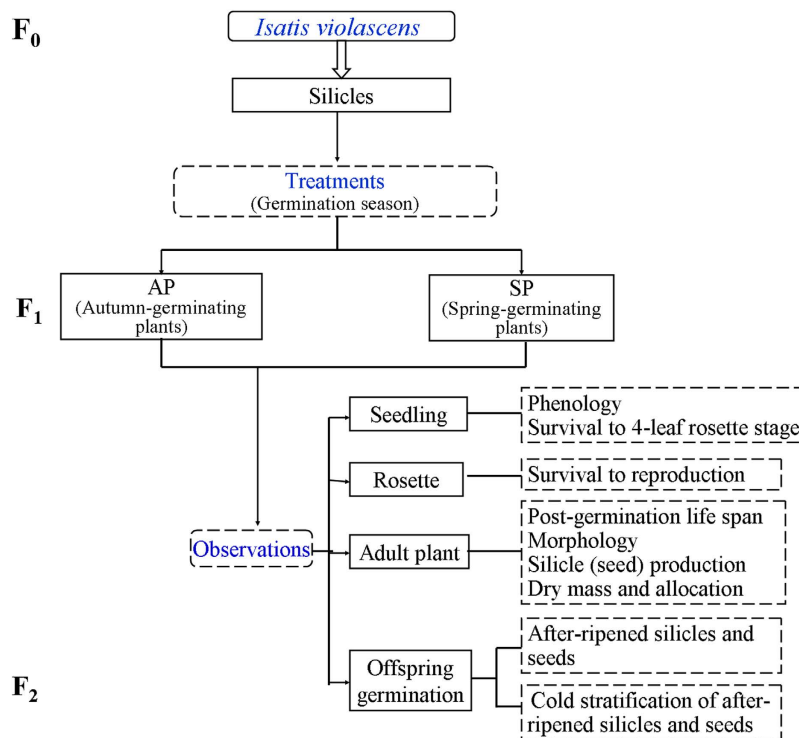 F0
Isatis violascens
Silicles
Treatments
(Germination season)
F1
AP
(Autumn-germinating
plants)
SP
(Spring-germinating
plants)
Seedling
Phenology
Survival to 4-leaf rosette stage
Rosette
Survival to reproduction
Observations
Adult plant
Post-germination life span
Morphology
Silicle (seed) production
Dry mass and allocation
F2
Offspring
germination
After-ripened silicles and
seeds
Cold stratification of after-
ripened silicles and seeds